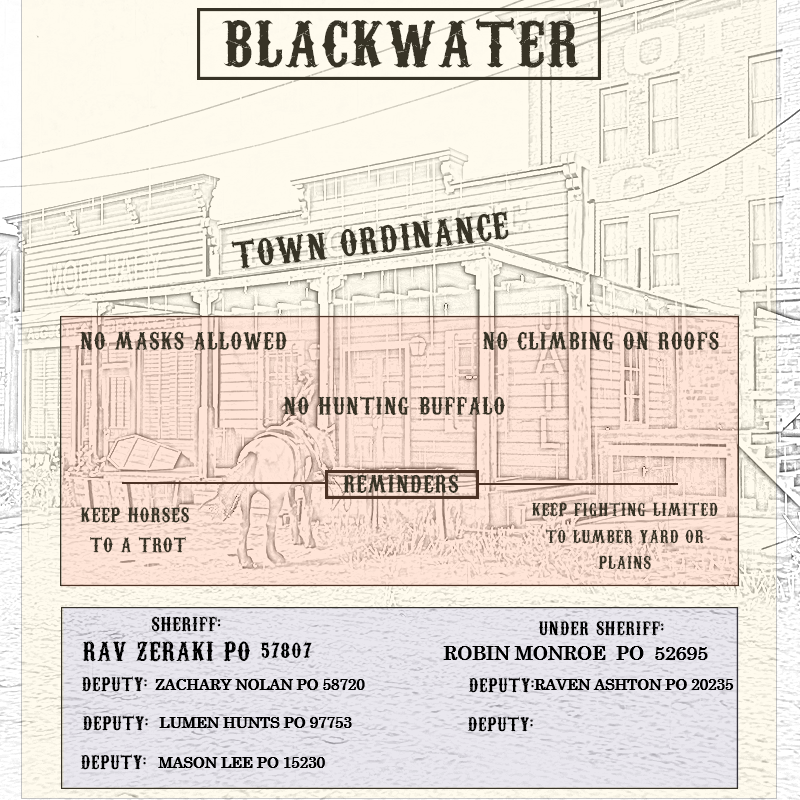 BLACKWATER
TOWN ORDINANCE
NO MASKS ALLOWED
NO CLIMBING ON ROOFS
NO HUNTING BUFFALO
REMINDERS
KEEP HORSES
TO A TROT
KEEP FIGHTING LIMITED
TO LUMBER YARD OR
PLAINS
JAIL
SHERIFF:
RAV ZERAKI PO 57807
UNDER SHERIFF:
ROBIN MONROE PO 52695
DEPUTY: ZACHARY NOLAN PO 58720
DEPUTY:RAVEN ASHTON PO 20235
DEPUTY: LUMEN HUNTS PO 97753
DEPUTY:
DEPUTY: MASON LEE PO 15230